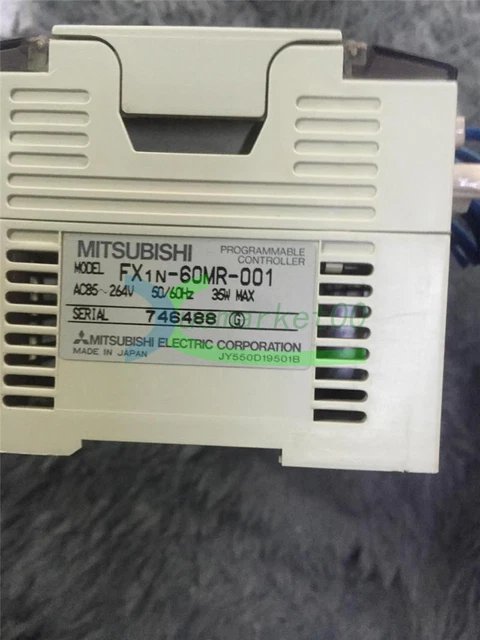 MITSUBISHI PROGRAMMABLE CONTROLLER
MODEL FX1N-60MR-001
AC85~264V 50/60Hz 35W MAX
SERIAL 746488 G
MITSUBISHI ELECTRIC CORPORATION
MADE IN JAPAN JY550D19501B